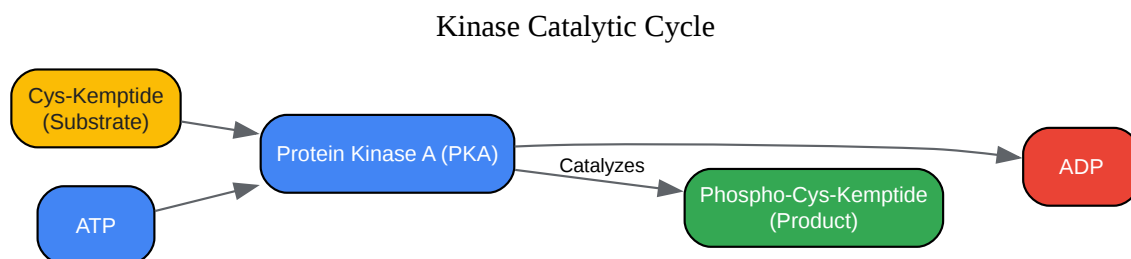 Kinase Catalytic Cycle
Cys-Kemptide
(Substrate)
ATP
Protein Kinase A (PKA)
Catalyzes
Phospho-Cys-Kemptide
(Product)
ADP